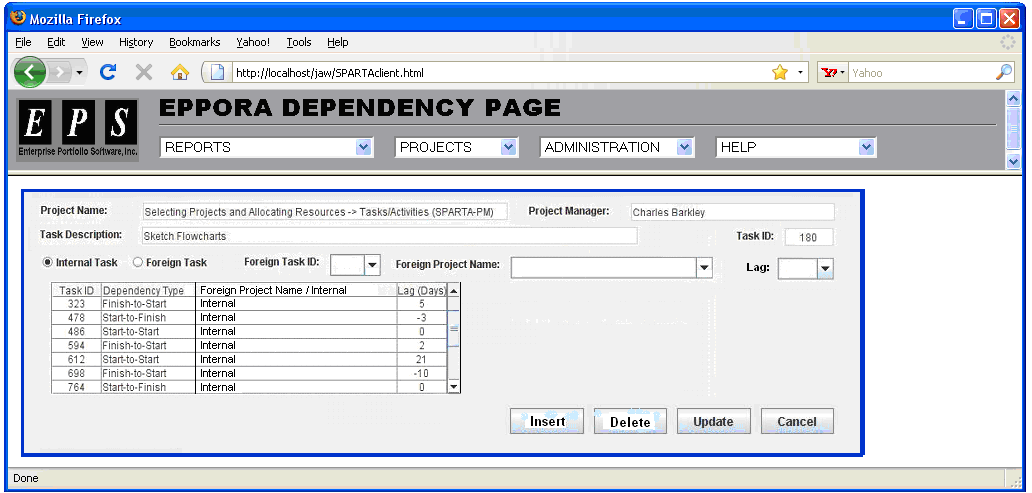 Mozilla Firefox
File Edit View History Bookmarks Yahoo! Tools Help
http://localhost/jaw/SPARTAclient.html Yahoo
EPS
Enterprise Portfolio Software, Inc.
EPPORA DEPENDENCY PAGE
REPORTS PROJECTS ADMINISTRATION HELP
Project Name: Selecting Projects and Allocating Resources -> Tasks/Activities (SPARTA-PM) Project Manager: Charles Barkley
Task Description: Sketch Flowcharts Task ID: 180
Internal Task Foreign Task Foreign Task ID: Foreign Project Name: Lag:
Task ID Dependency Type Foreign Project Name / Internal Lag (Days)
323 Finish-to-Start Internal 5
478 Start-to-Finish Internal -3
486 Start-to-Start Internal 0
594 Finish-to-Start Internal 2
612 Start-to-Start Internal 21
698 Finish-to-Start Internal -10
764 Start-to-Finish Internal 0
Insert Delete Update Cancel
Done